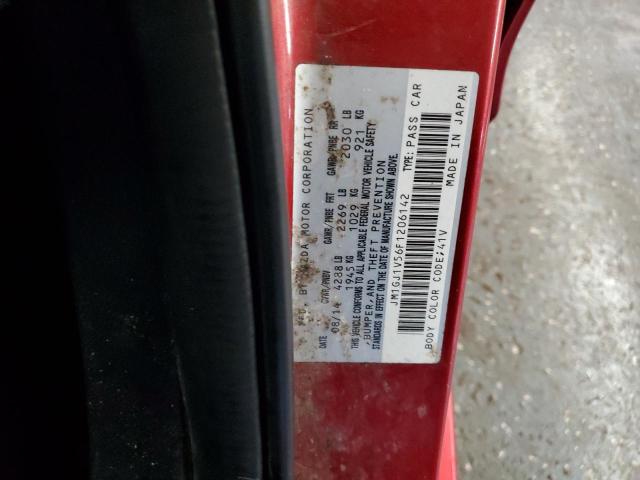 MFD. BY MAZDA MOTOR CORPORATION
DATE GVWR/PNBV GAWR/PNBE FRT GAWR/PNBE RR
08/14 4288 LB 2269 LB 2030 LB
1945 KG 1029 KG 921 KG
THIS VEHICLE CONFORMS TO ALL APPLICABLE FEDERAL MOTOR VEHICLE SAFETY
,BUMPER,AND THEFT PREVENTION
STANDARDS IN EFFECT ON THE DATE OF MANUFACTURE SHOWN ABOVE.
JM1GJ1V56F1206142 TYPE: PASS CAR
BODY COLOR CODE:41V MADE IN JAPAN